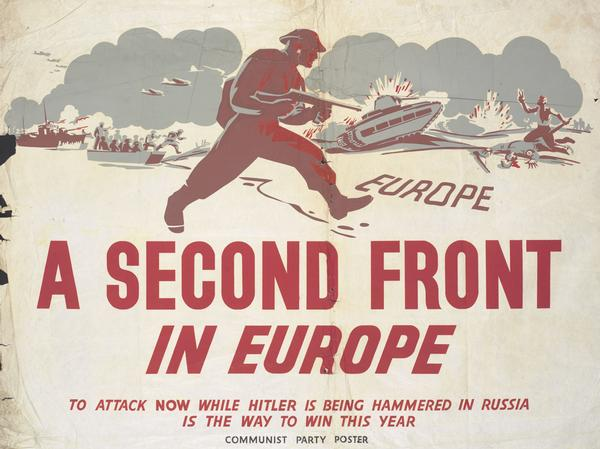 EUROPE
A SECOND FRONT
IN EUROPE
TO ATTACK NOW WHILE HITLER IS BEING HAMMERED IN RUSSIA
IS THE WAY TO WIN THIS YEAR
COMMUNIST PARTY POSTER